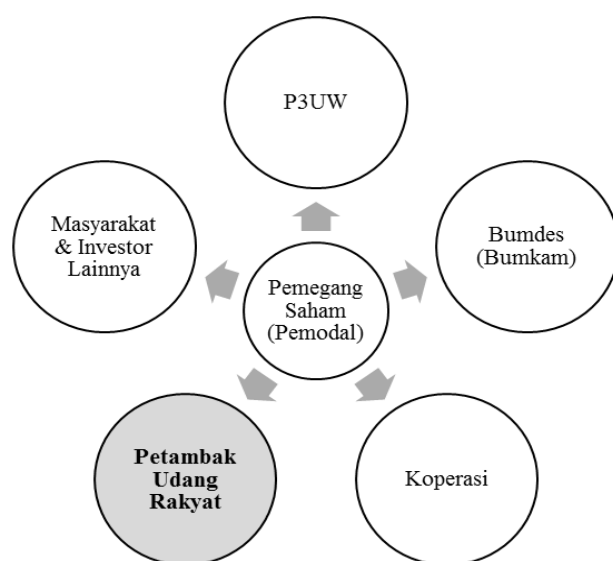 P3UW
Masyarakat
& Investor
Lainnya
Bumdes
(Bumkam)
Pemegang
Saham
(Pemodal)
Petambak
Udang
Rakyat
Koperasi